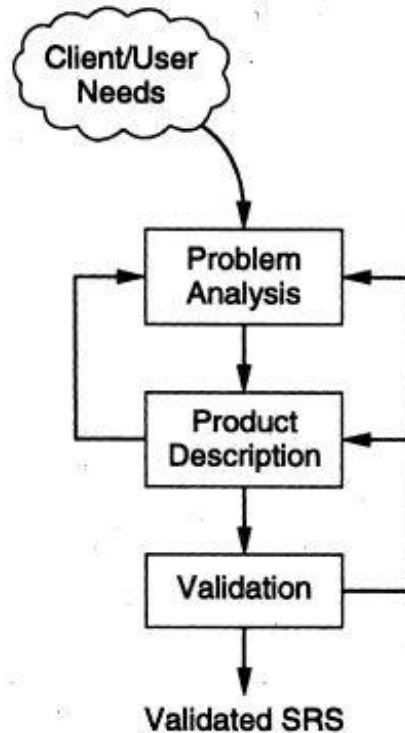 Client/User
Needs
Problem
Analysis
Product
Description
Validation
Validated SRS